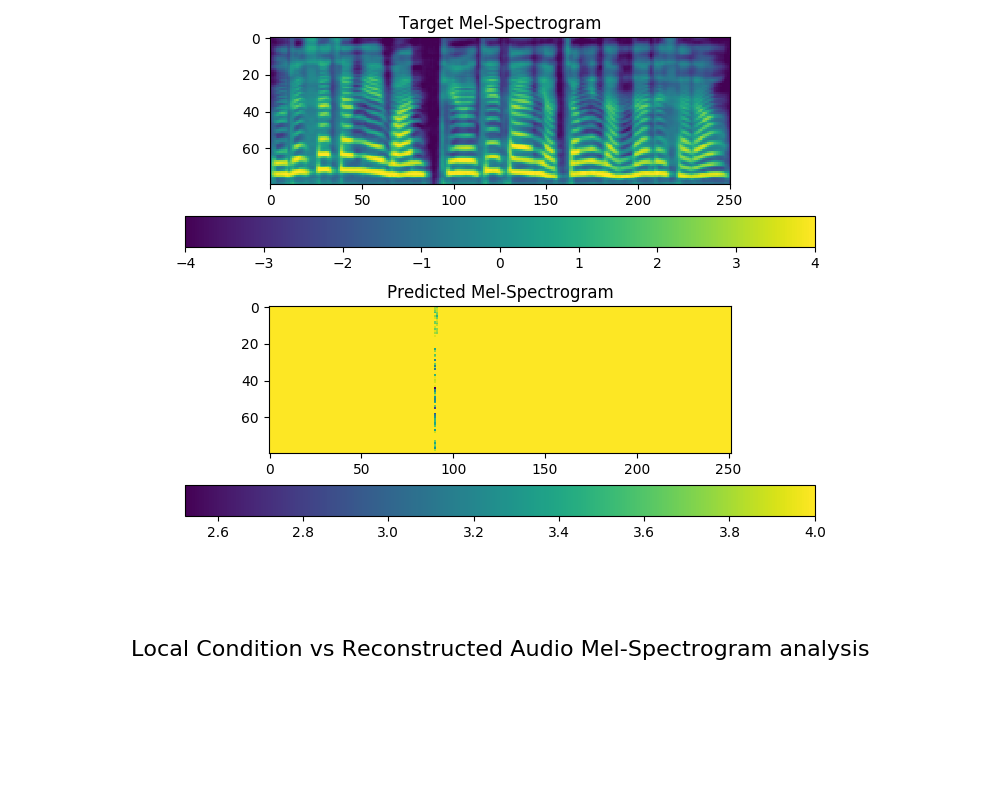 Target Mel-Spectrogram
0
20
40
60
0 50 100 150 200 250
−4 −3 −2 −1 0 1 2 3 4
Predicted Mel-Spectrogram
0
20
40
60
0 50 100 150 200 250
2.6 2.8 3.0 3.2 3.4 3.6 3.8 4.0
Local Condition vs Reconstructed Audio Mel-Spectrogram analysis